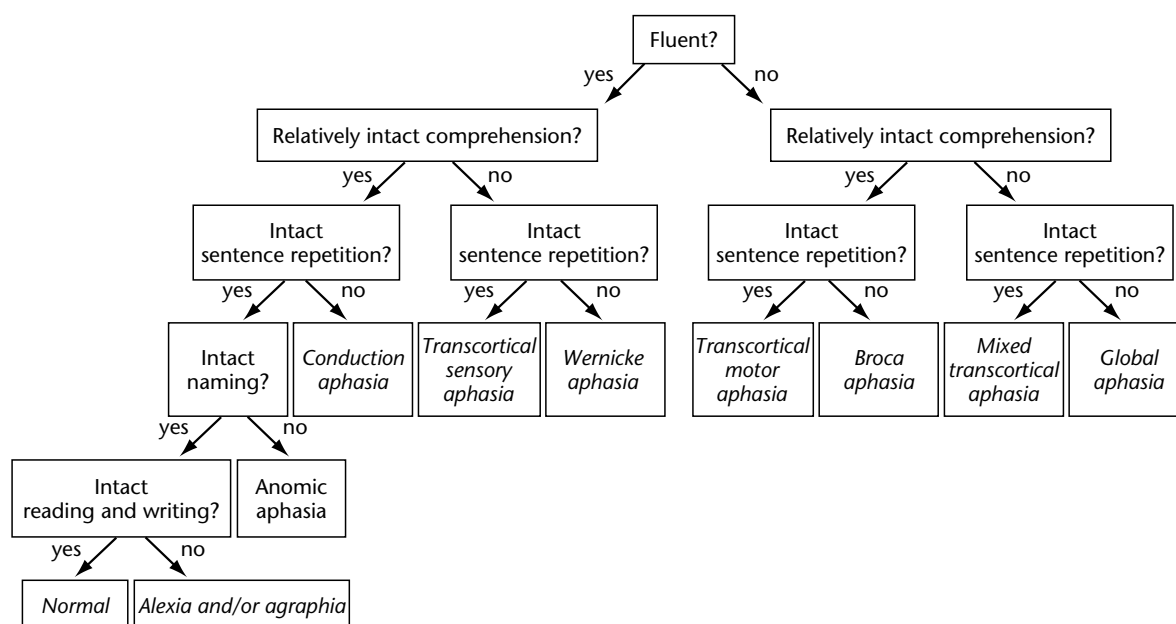 Fluent?
yes
no
Relatively intact comprehension?
Relatively intact comprehension?
yes
no
yes
no
Intact
sentence repetition?
Intact
sentence repetition?
Intact
sentence repetition?
Intact
sentence repetition?
yes
no
yes
no
yes
no
yes
no
Intact
naming?
Conduction
aphasia
Transcortical
sensory
aphasia
Wernicke
aphasia
Transcortical
motor
aphasia
Broca
aphasia
Mixed
transcortical
aphasia
Global
aphasia
yes
no
Intact
reading and writing?
Anomic
aphasia
yes
no
Normal
Alexia and/or agraphia